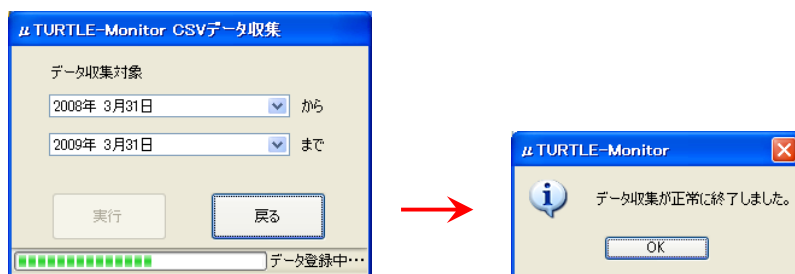 μTURTLE-Monitor CSVデータ収集
データ収集対象
2008年 3月31日 から
2009年 3月31日 まで
実行 戻る
データ登録中…
μTURTLE-Monitor
データ収集が正常に終了しました。
OK